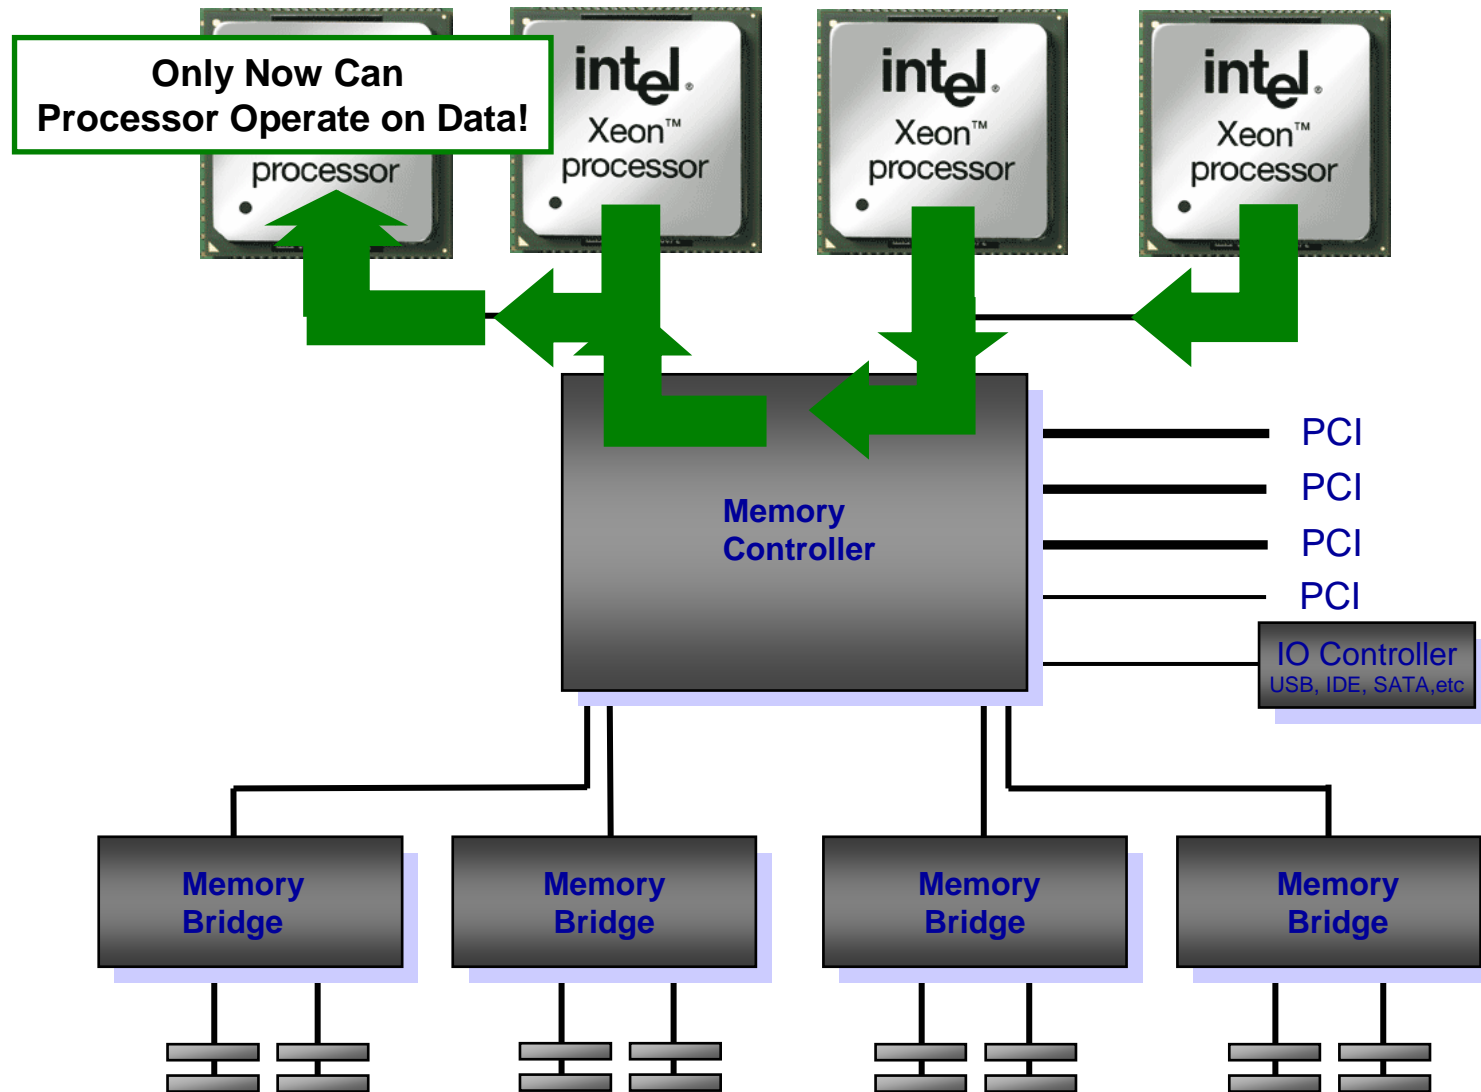 Only Now Can
Processor Operate on Data!
processor
intel.
Xeon™
processor
intel.
Xeon™
processor
intel.
Xeon™
processor
Memory
Controller
PCI
PCI
PCI
PCI
IO Controller
USB, IDE, SATA,etc
Memory
Bridge
Memory
Bridge
Memory
Bridge
Memory
Bridge